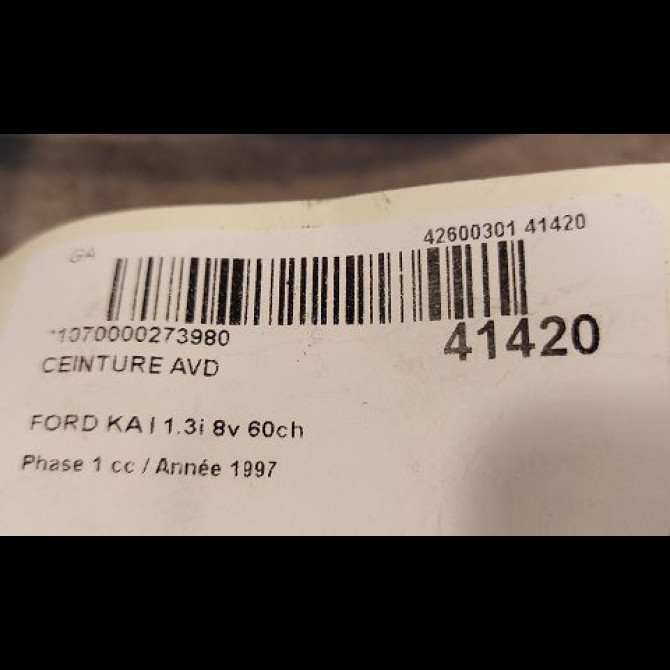 42600301 41420
GA
*1070000273980
41420
CEINTURE AVD
FORD KA I 1.3i 8v 60ch
Phase 1 cc / Année 1997